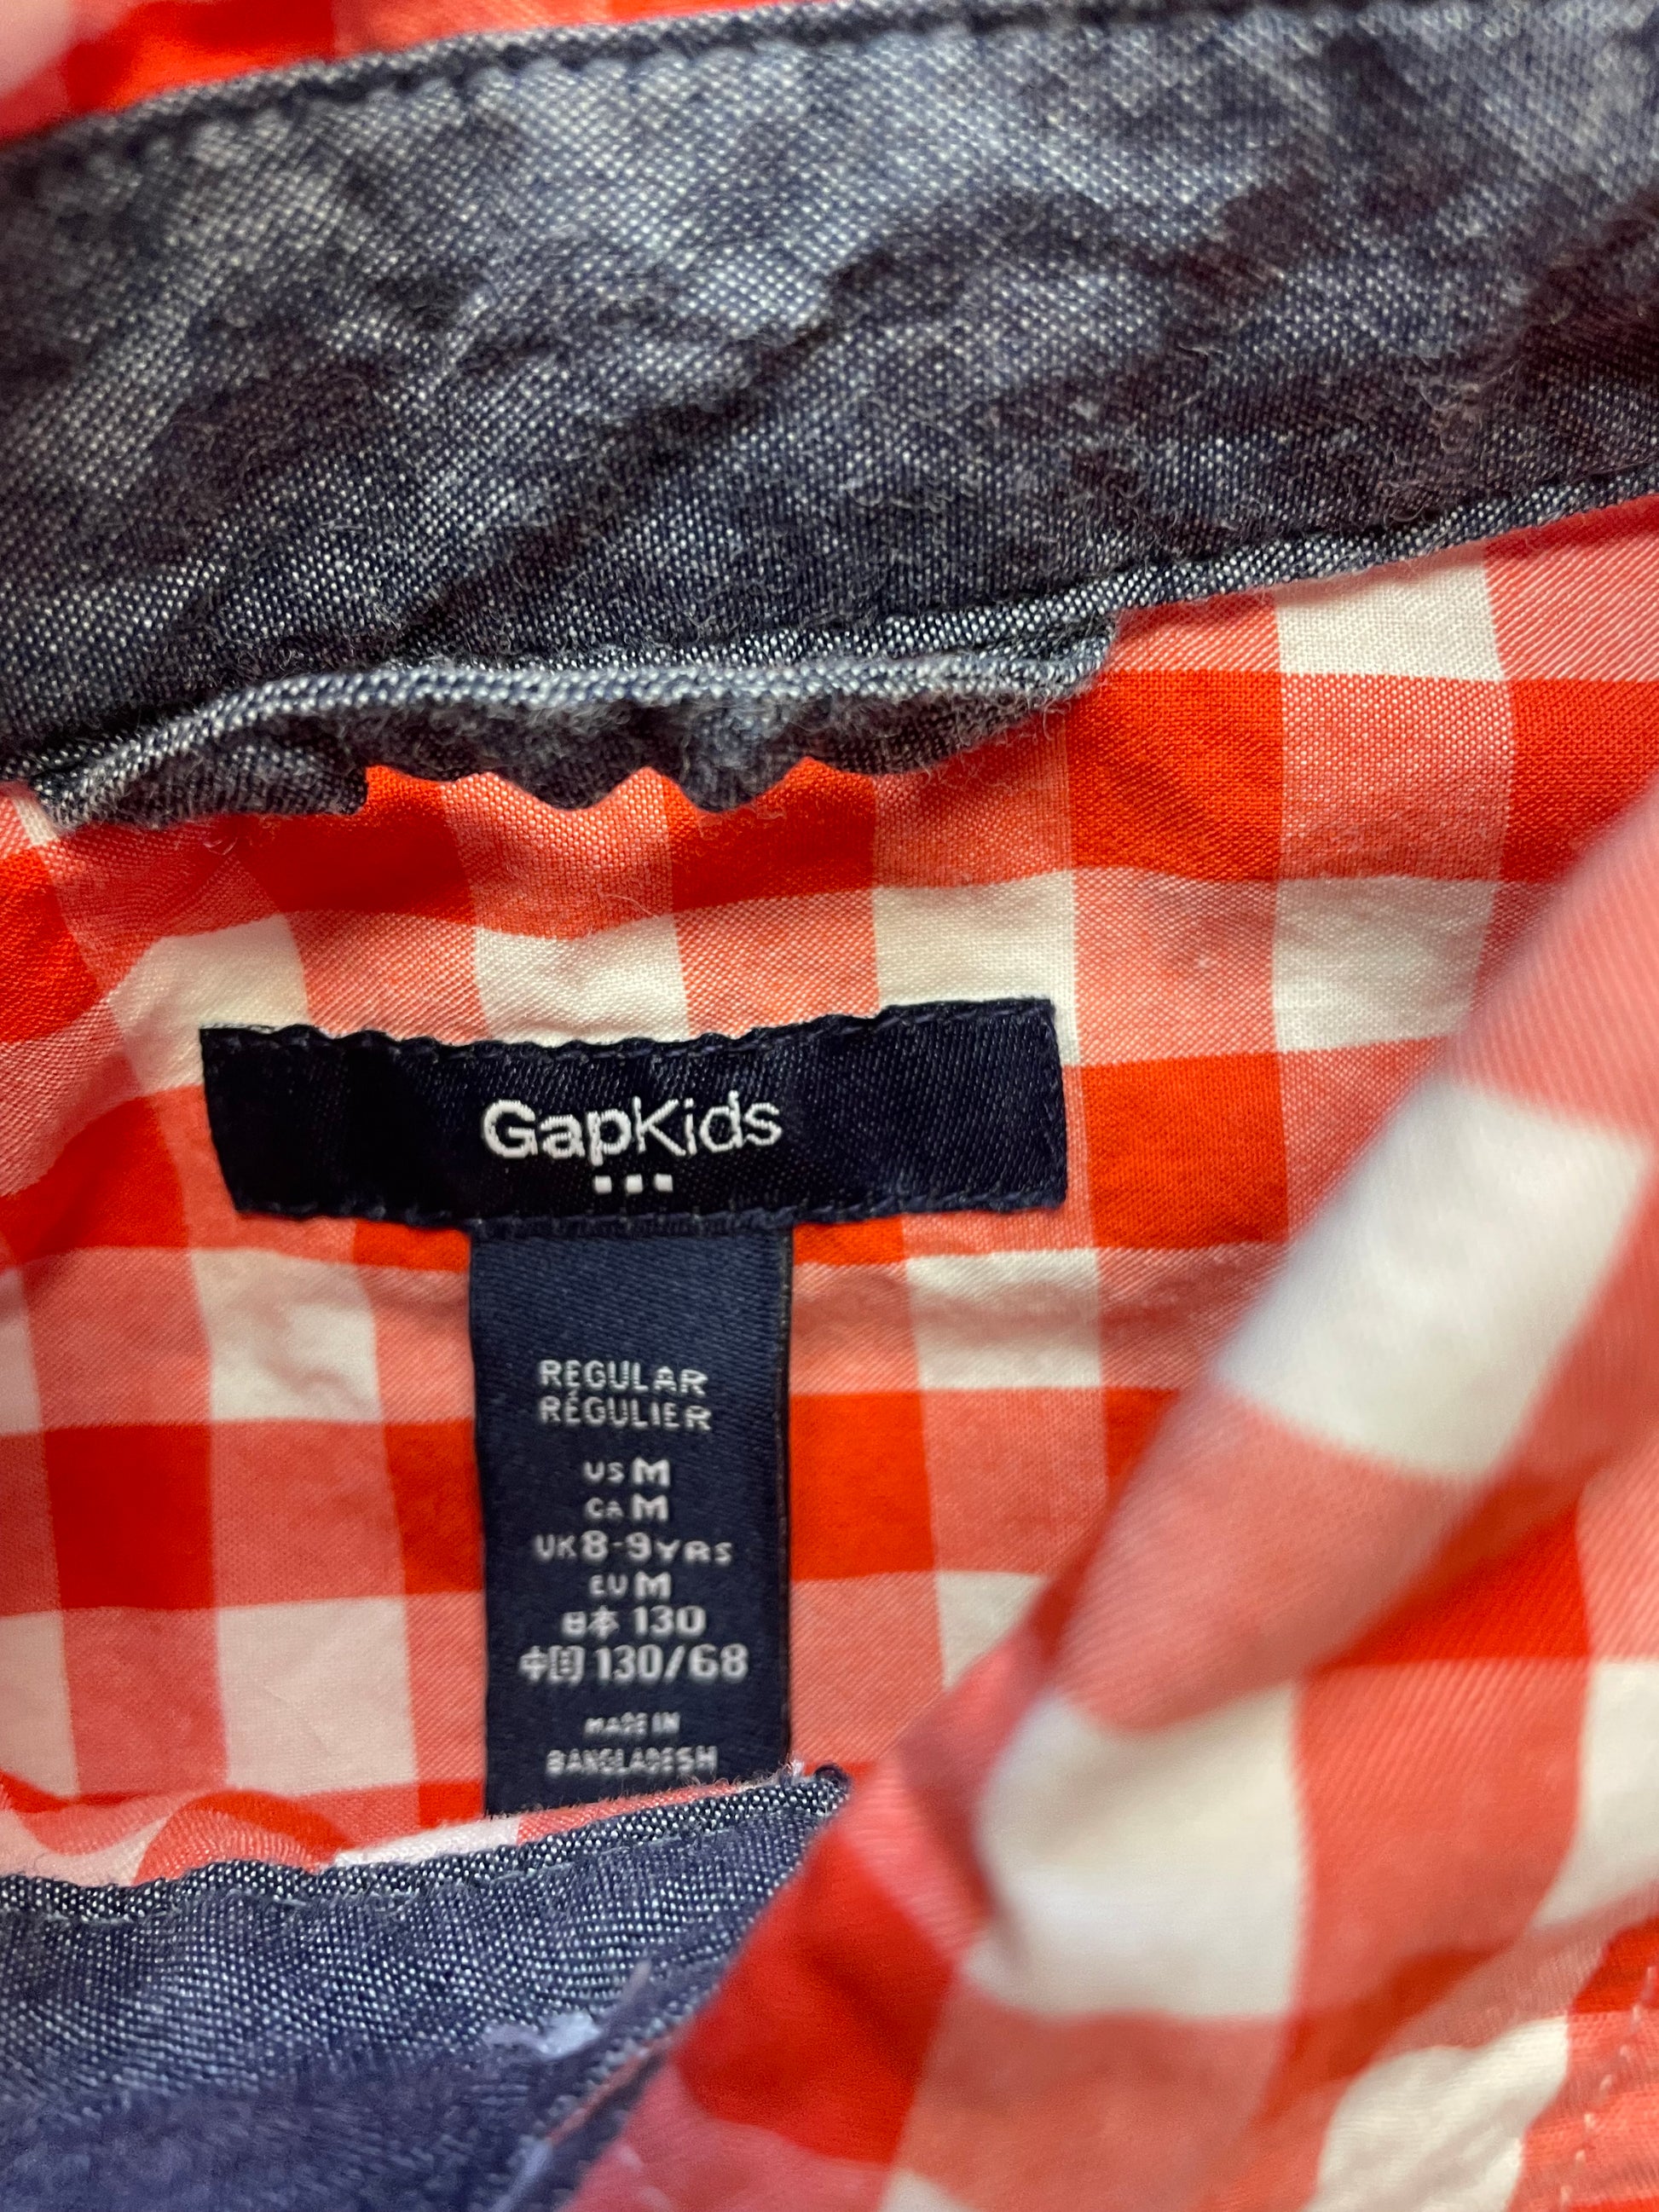 GapKids
REGULAR
RÉGULIER
US M
CA M
UK 8-9 YRS
EU M
日本 130
中国 130/68
MADE IN
BANGLADESH